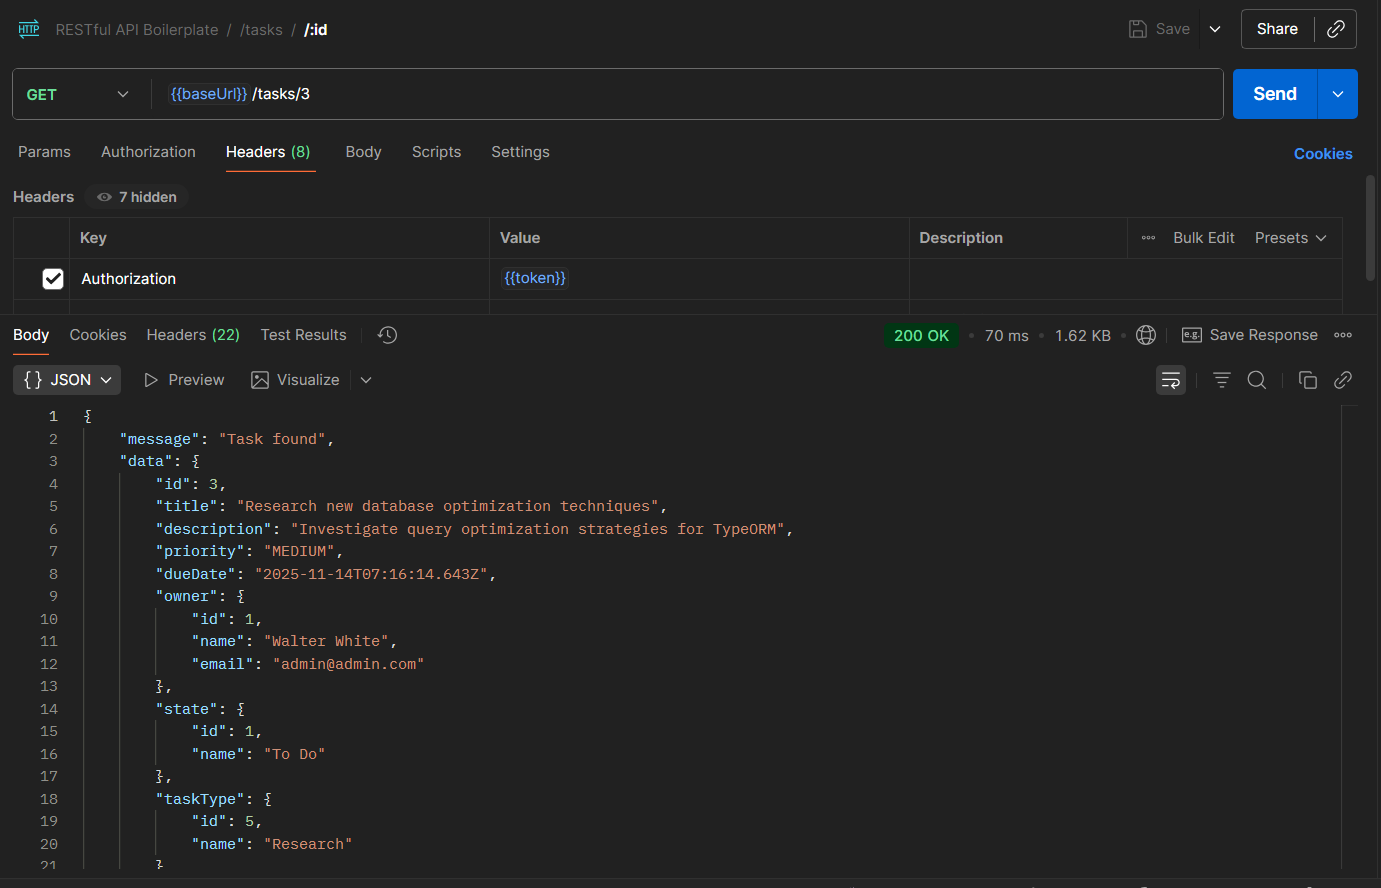 HTTP RESTful API Boilerplate / /tasks / /:id Save Share
GET {{baseUrl}} /tasks/3 Send
Params Authorization Headers (8) Body Scripts Settings Cookies
Headers 7 hidden
Key Value Description Bulk Edit Presets
Authorization {{token}}
Body Cookies Headers (22) Test Results 200 OK • 70 ms • 1.62 KB • e.g. Save Response
{} JSON Preview Visualize
1 {
2 "message": "Task found",
3 "data": {
4 "id": 3,
5 "title": "Research new database optimization techniques",
6 "description": "Investigate query optimization strategies for TypeORM",
7 "priority": "MEDIUM",
8 "dueDate": "2025-11-14T07:16:14.643Z",
9 "owner": {
10 "id": 1,
11 "name": "Walter White",
12 "email": "admin@admin.com"
13 },
14 "state": {
15 "id": 1,
16 "name": "To Do"
17 },
18 "taskType": {
19 "id": 5,
20 "name": "Research"
21 }